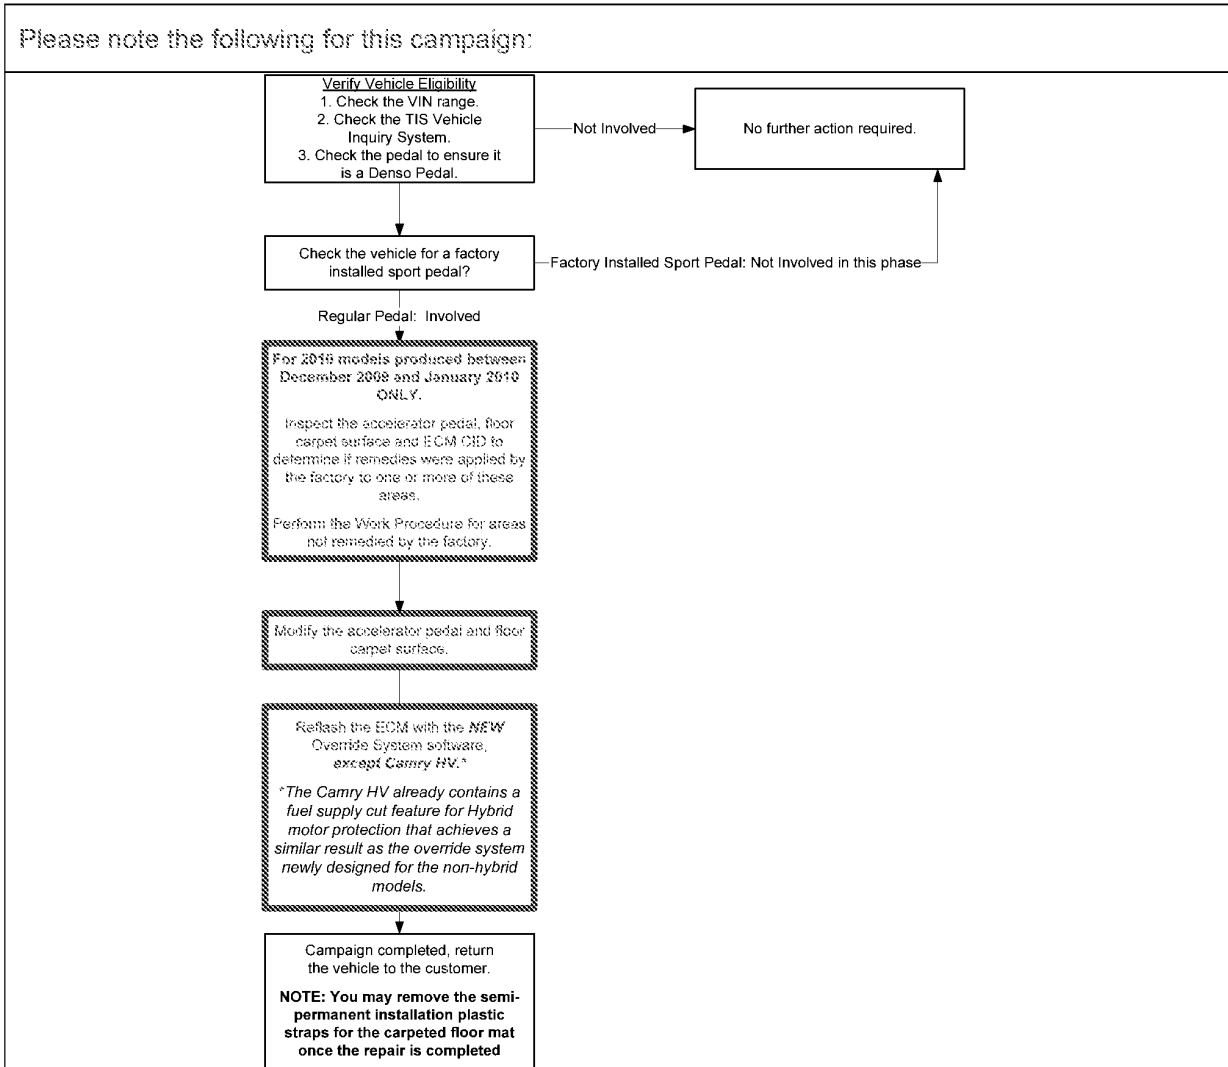 Please note the following for this campaign:
Verify Vehicle Eligibility
1. Check the VIN range.
2. Check the TIS Vehicle
Inquiry System.
3. Check the pedal to ensure it
is a Denso Pedal.
Not Involved
No further action required.
Check the vehicle for a factory
installed sport pedal?
Factory Installed Sport Pedal: Not Involved in this phase
Regular Pedal: Involved
For 2010 models produced between
December 2009 and January 2010
ONLY.
Inspect the accelerator pedal, floor
carpet surface and ECM CID to
determine if remedies were applied by
the factory to one or more of these
areas.
Perform the Work Procedure for areas
not remedied by the factory.
Modify the accelerator pedal and floor
carpet surface.
Reflash the ECM with the NEW
Override System software,
except Camry HV.*
*The Camry HV already contains a
fuel supply cut feature for Hybrid
motor protection that achieves a
similar result as the override system
newly designed for the non-hybrid
models.
Campaign completed, return
the vehicle to the customer.
NOTE: You may remove the semi-
permanent installation plastic
straps for the carpeted floor mat
once the repair is completed